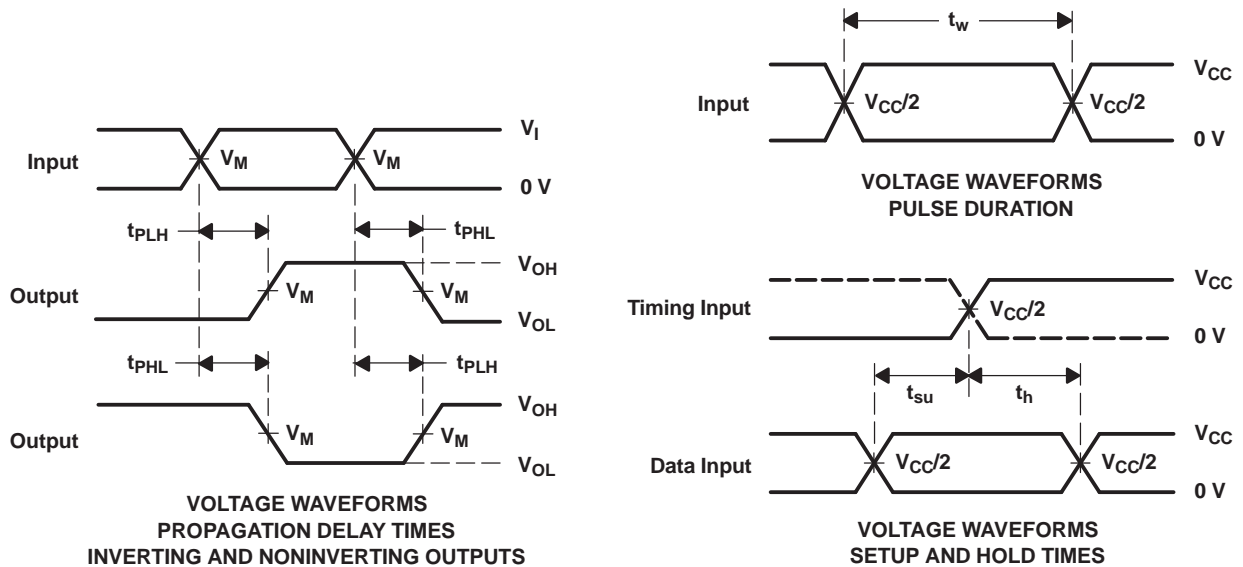 Input
V_M
V_M
V_I
0 V
t_PLH
t_PHL
Output
V_M
V_M
V_OH
V_OL
t_PHL
t_PLH
Output
V_M
V_M
V_OH
V_OL
VOLTAGE WAVEFORMS
PROPAGATION DELAY TIMES
INVERTING AND NONINVERTING OUTPUTS
t_w
Input
V_CC/2
V_CC/2
V_CC
0 V
VOLTAGE WAVEFORMS
PULSE DURATION
Timing Input
V_CC/2
V_CC
0 V
t_su
t_h
Data Input
V_CC/2
V_CC/2
V_CC
0 V
VOLTAGE WAVEFORMS
SETUP AND HOLD TIMES